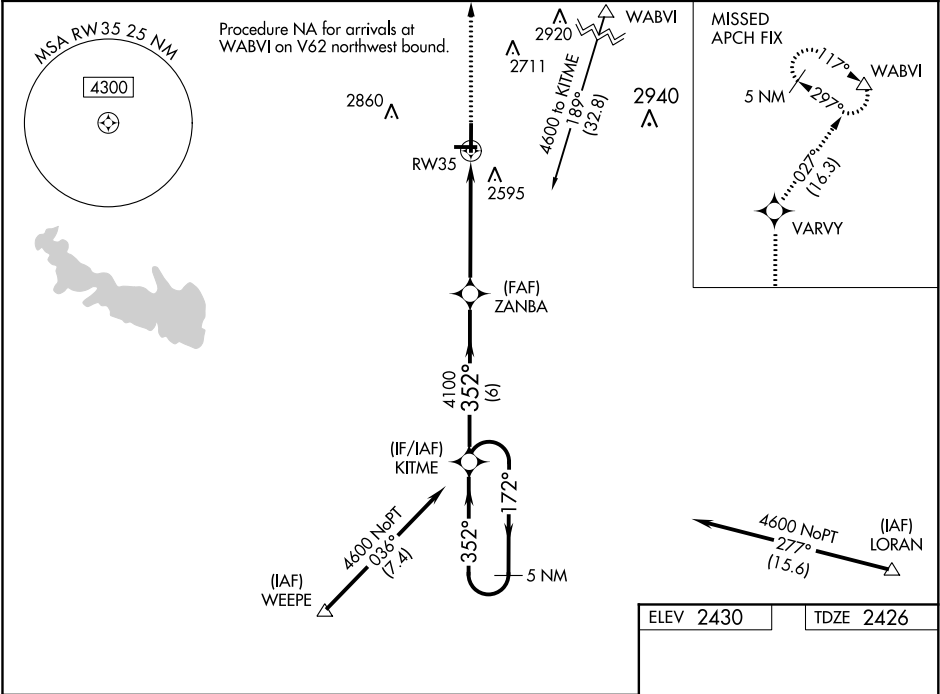 MSA RW35 25 NM
4300
Procedure NA for arrivals at
WABVI on V62 northwest bound.
2860
2920
2711
WABVI
4600 to KITME
189°
(32.8)
2940
MISSED
APCH FIX
117°
WABVI
5 NM
297°
027°
(16.3)
VARVY
RW35
2595
(FAF)
ZANBA
4100
352°
(6)
(IF/IAF)
KITME
172°
352°
5 NM
4600 NoPT
036°
(7.4)
(IAF)
WEEPE
4600 NoPT
277°
(15.6)
(IAF)
LORAN
ELEV 2430
TDZE 2426